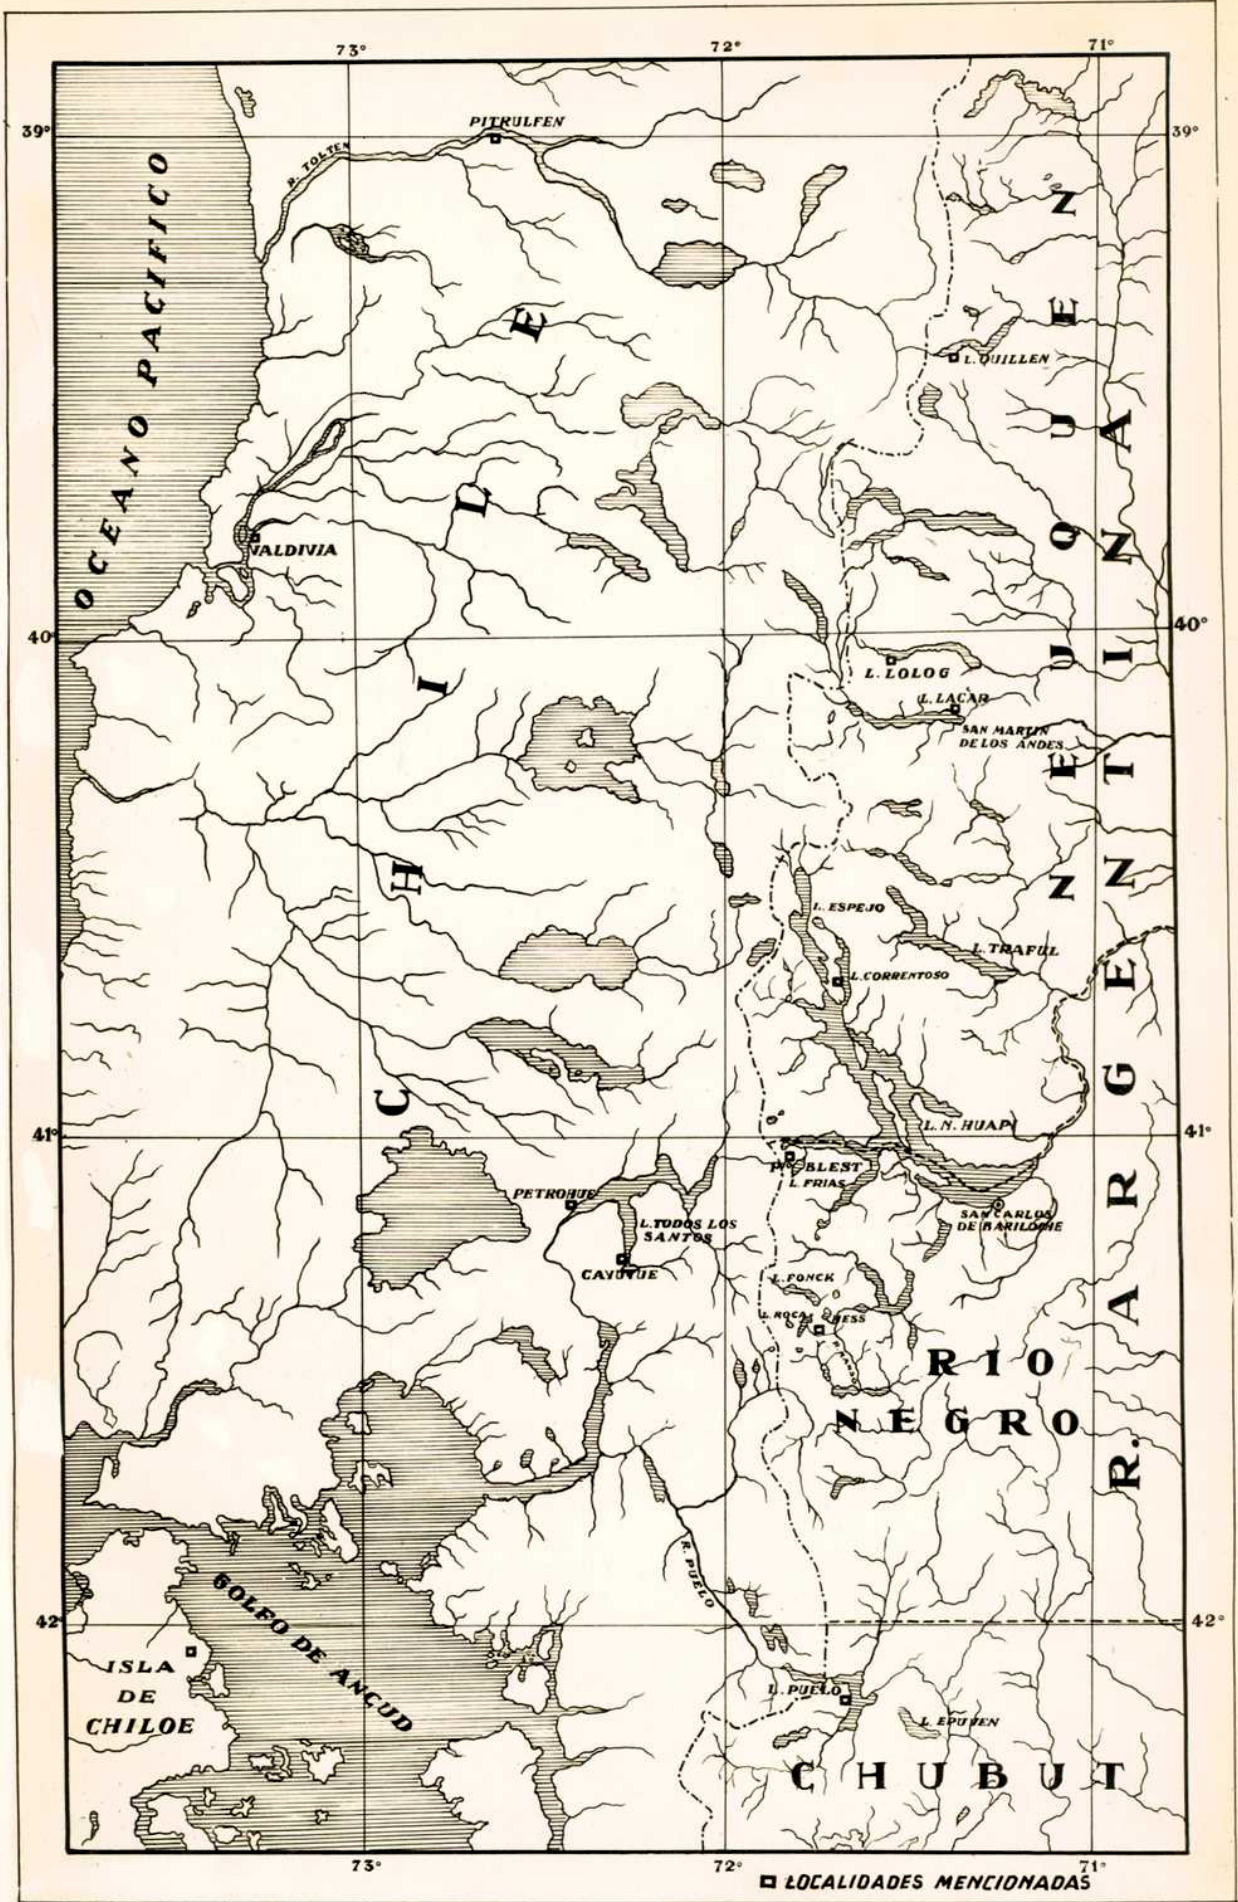 73° 72° 71°
39° 39°
PITRULFEN
R. TOLTEN
OCEANO PACIFICO
CHILE
NEUQUEN
R. ARGENTINA
L. QUILLEN
VALDIVIA
40° 40°
L. LOLOG
L. LACAR
SAN MARTIN
DE LOS ANDES
L. ESPEJO
L. TRAFUL
L. CORRENTOSO
41° 41°
L. N. HUAPI
BLEST
L. FRIAS
PETROHUE
L. TODOS LOS
SANTOS
SAN CARLOS
DE BARILOCHE
CAYUTUE
L. FONCK
L. ROCA
HESS
RIO
NEGRO
R. PUELO
GOLFO DE ANCUD
42° 42°
ISLA
DE
CHILOE
L. PUELO
L. EPUYEN
CHUBUT
73° 72° 71°
LOCALIDADES MENCIONADAS